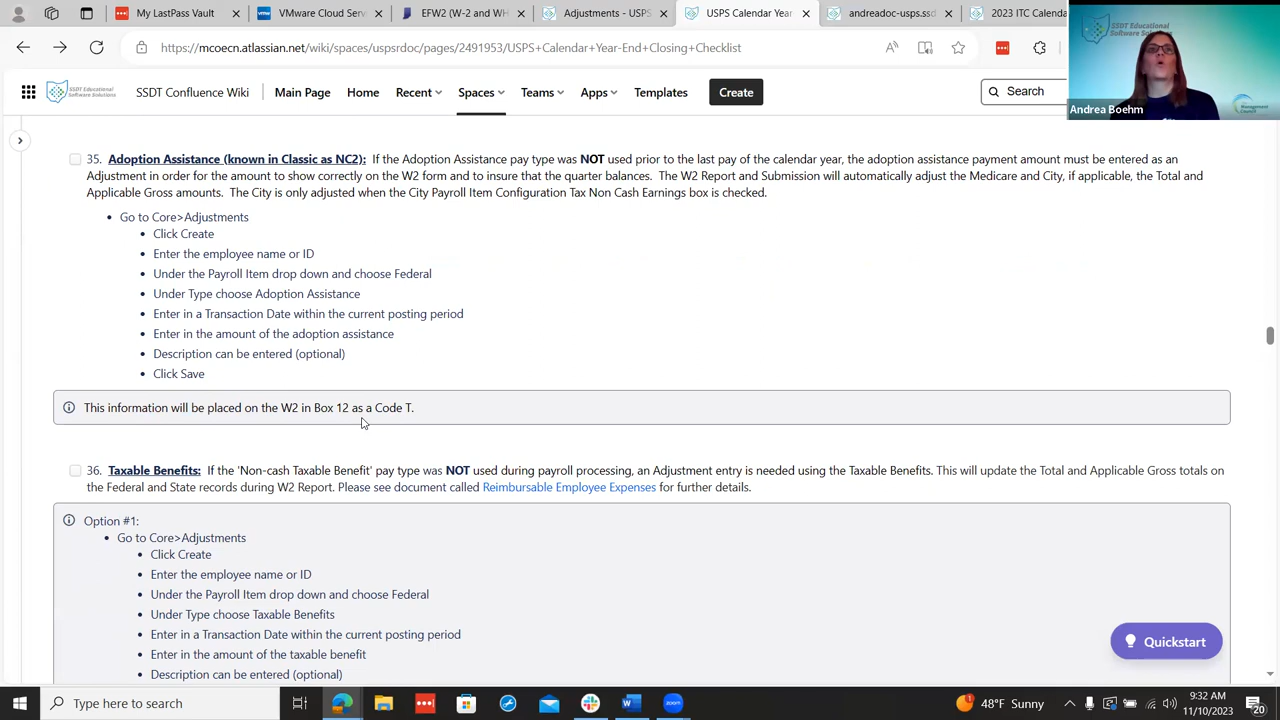 My LastPass Vault
VMware Cloud Serv
EFW2 (W-2 and WH
Adjustments - USPS
USPS Calendar Year
andreadoc-usps.ssd
2023 ITC Calenda
https://mcoecn.atlassian.net/wiki/spaces/uspsrdoc/pages/2491953/USPS+Calendar+Year-End+Closing+Checklist
SSDT Educational
Software Solutions
Management
Council
Andrea Boehm
SSDT Educational
Software Solutions
SSDT Confluence Wiki
Main Page
Home
Recent
Spaces
Teams
Apps
Templates
Create
Search
35. Adoption Assistance (known in Classic as NC2): If the Adoption Assistance pay type was NOT used prior to the last pay of the calendar year, the adoption assistance payment amount must be entered as an
Adjustment in order for the amount to show correctly on the W2 form and to insure that the quarter balances. The W2 Report and Submission will automatically adjust the Medicare and City, if applicable, the Total and
Applicable Gross amounts. The City is only adjusted when the City Payroll Item Configuration Tax Non Cash Earnings box is checked.
• Go to Core>Adjustments
• Click Create
• Enter the employee name or ID
• Under the Payroll Item drop down and choose Federal
• Under Type choose Adoption Assistance
• Enter in a Transaction Date within the current posting period
• Enter in the amount of the adoption assistance
• Description can be entered (optional)
• Click Save
This information will be placed on the W2 in Box 12 as a Code T.
36. Taxable Benefits: If the 'Non-cash Taxable Benefit' pay type was NOT used during payroll processing, an Adjustment entry is needed using the Taxable Benefits. This will update the Total and Applicable Gross totals on
the Federal and State records during W2 Report. Please see document called Reimbursable Employee Expenses for further details.
Option #1:
• Go to Core>Adjustments
• Click Create
• Enter the employee name or ID
• Under the Payroll Item drop down and choose Federal
• Under Type choose Taxable Benefits
• Enter in a Transaction Date within the current posting period
• Enter in the amount of the taxable benefit
• Description can be entered (optional)
Quickstart
Type here to search
zoom
48°F Sunny
9:32 AM
11/10/2023
20